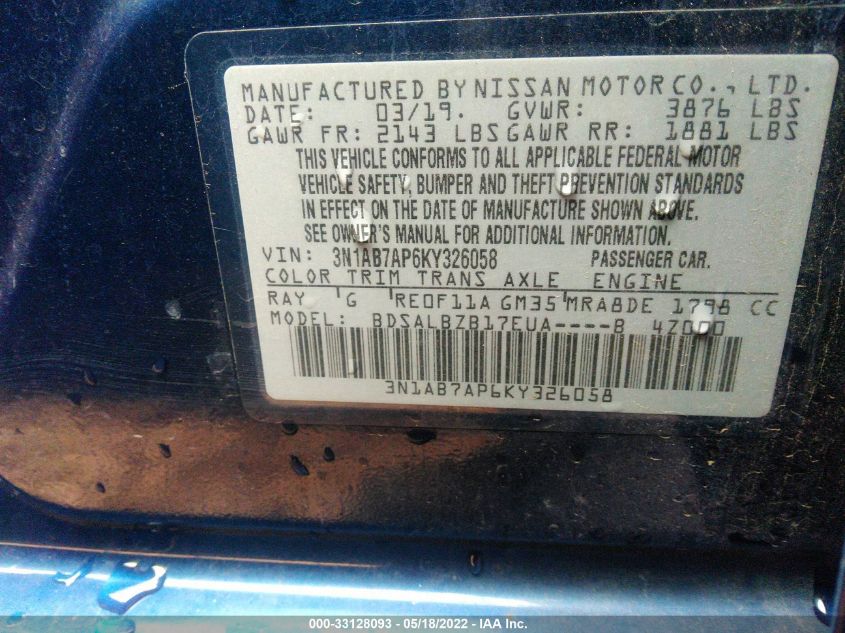 MANUFACTURED BY NISSAN MOTOR CO., LTD.
DATE: 03/19. GVWR: 3876 LBS
GAWR FR: 2143 LBS GAWR RR: 1881 LBS
THIS VEHICLE CONFORMS TO ALL APPLICABLE FEDERAL MOTOR
VEHICLE SAFETY, BUMPER AND THEFT PREVENTION STANDARDS
IN EFFECT ON THE DATE OF MANUFACTURE SHOWN ABOVE.
SEE OWNER'S MANUAL FOR ADDITIONAL INFORMATION.
VIN: 3N1AB7AP6KY326058 PASSENGER CAR.
COLOR TRIM TRANS AXLE ENGINE
RAY G RE0F11A GM35 MRA8DE 1798 CC
MODEL: BDSALBZB17EUA----B
3N1AB7AP6KY326058
000-33128093 - 05/18/2022 - IAA Inc.